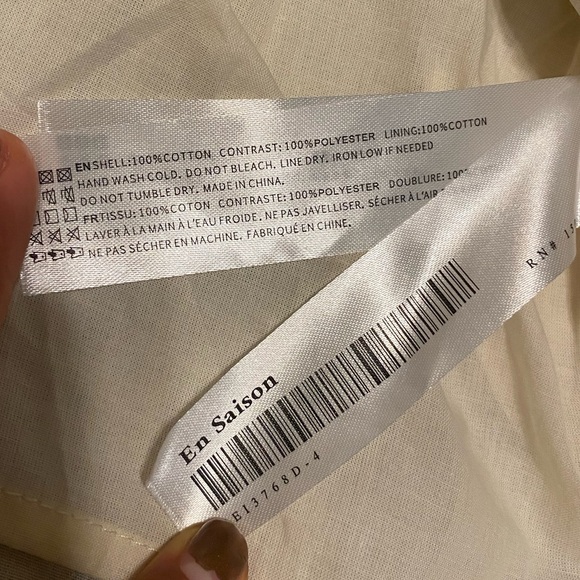 EN SHELL:100%COTTON CONTRAST:100%POLYESTER LINING:100%COTTON
HAND WASH COLD. DO NOT BLEACH. LINE DRY. IRON LOW IF NEEDED
DO NOT TUMBLE DRY. MADE IN CHINA.
FRTISSU: 100%COTON CONTRASTE:100%POLYESTER DOUBLURE:
LAVER À LA MAIN À L'EAU FROIDE. NE PAS JAVELLISER. SÉCHER À L'AIR
NE PAS SÉCHER EN MACHINE. FABRIQUÉ EN CHINE.
En Saison
E13768D-4
RN#